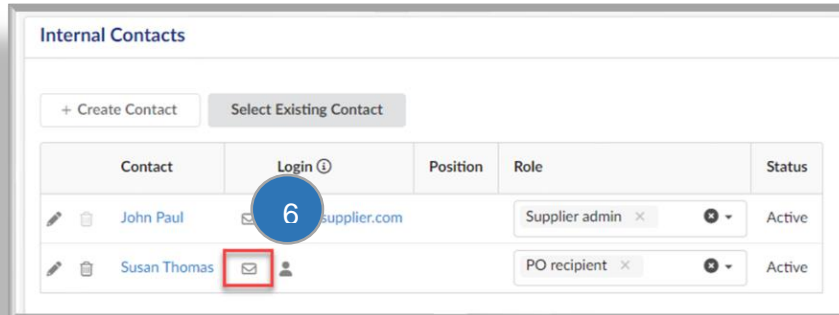 Internal Contacts
+ Create Contact Select Existing Contact
Contact Login Position Role Status
John Paul 6 supplier.com Supplier admin × Active
Susan Thomas PO recipient × Active